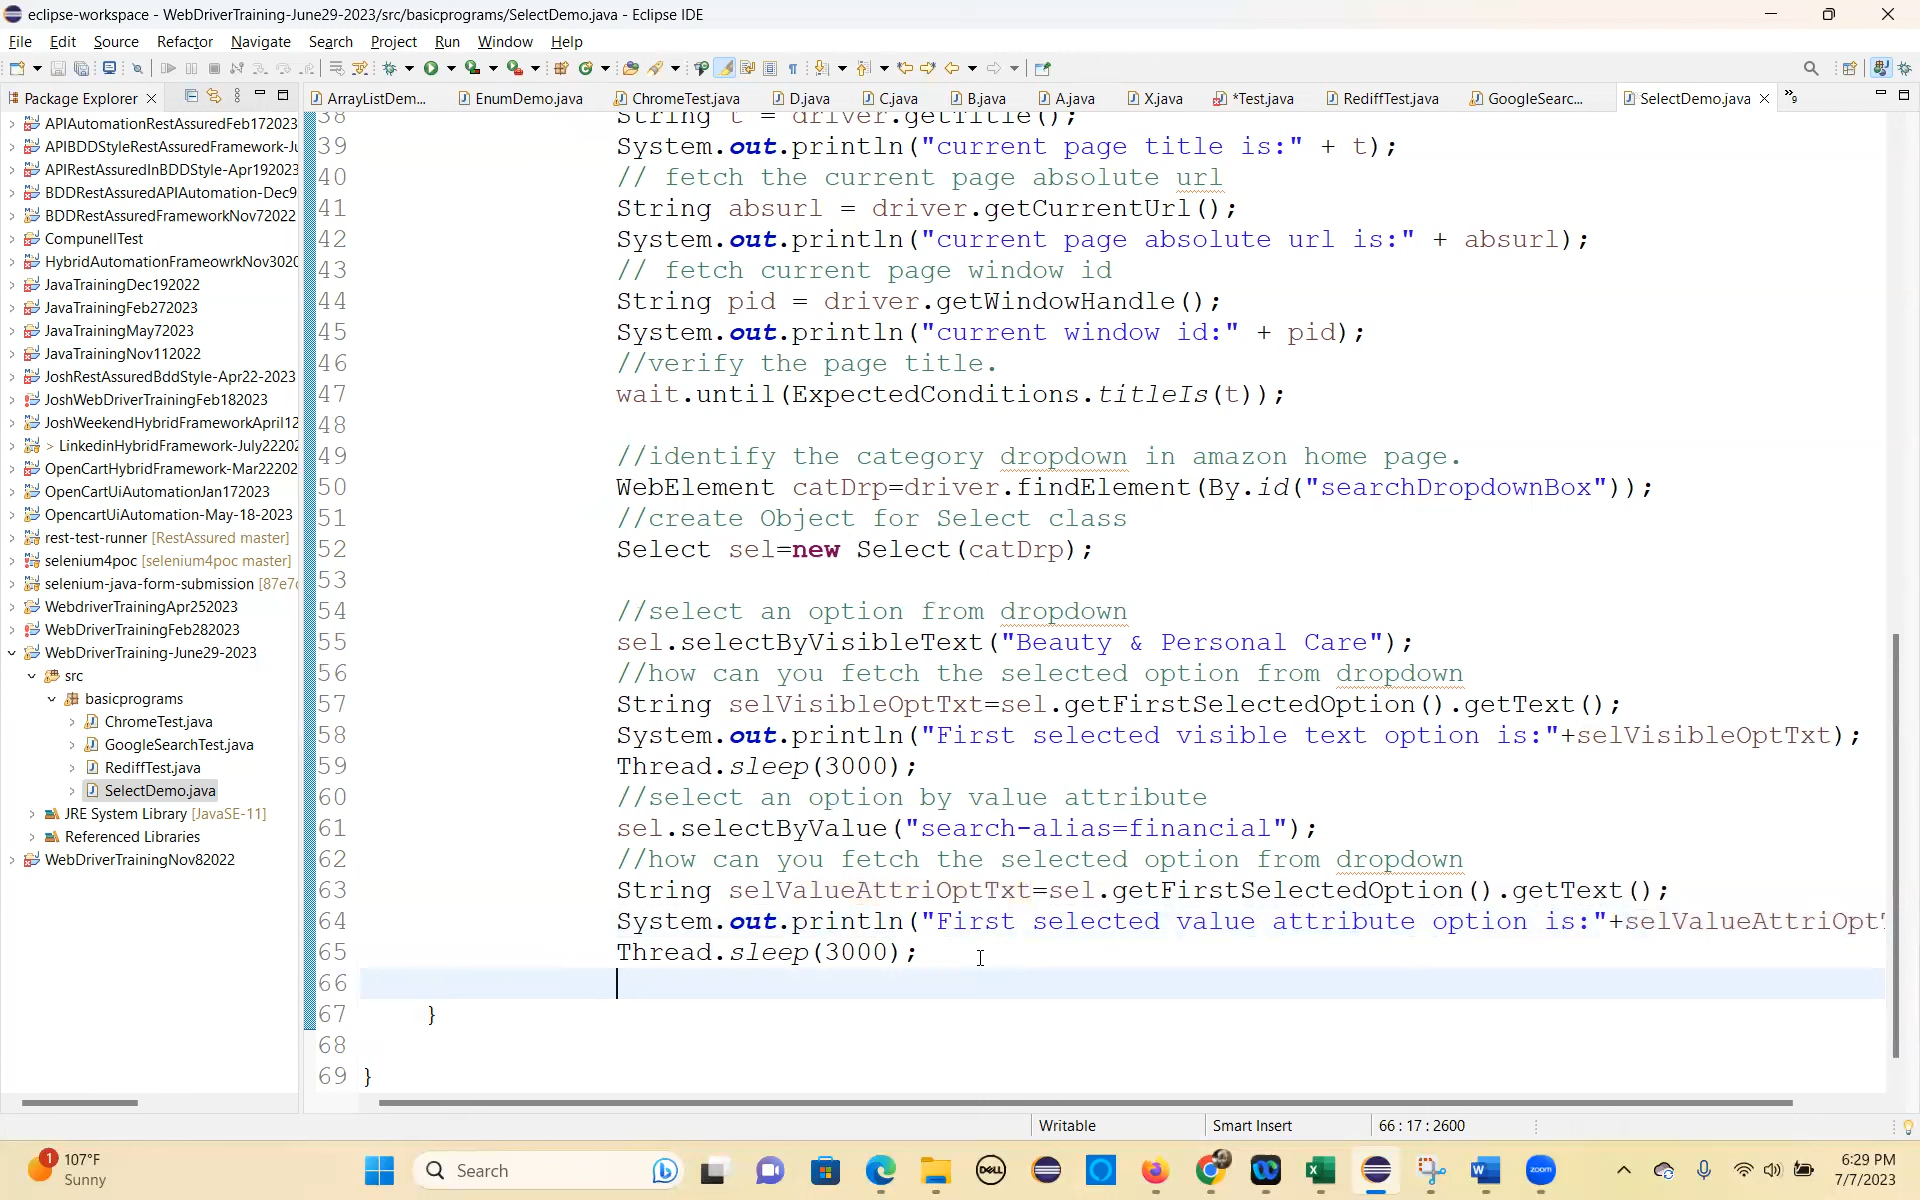 eclipse-workspace - WebDriverTraining-June29-2023/src/basicprograms/SelectDemo.java - Eclipse IDE
File Edit Source Refactor Navigate Search Project Run Window Help
Package Explorer
ArrayListDem... EnumDemo.java ChromeTest.java D.java C.java B.java A.java X.java *Test.java RediffTest.java GoogleSearc... SelectDemo.java 9
APIAutomationRestAssuredFeb172023
APIBDDStyleRestAssuredFramework-Ju
APIRestAssuredInBDDStyle-Apr192023
BDDRestAssuredAPIAutomation-Dec9
BDDRestAssuredFrameworkNov72022
CompunellTest
HybridAutomationFrameowrkNov3020
JavaTrainingDec192022
JavaTrainingFeb272023
JavaTrainingMay72023
JavaTrainingNov112022
JoshRestAssuredBddStyle-Apr22-2023
JoshWebDriverTrainingFeb182023
JoshWeekendHybridFrameworkApril12
> LinkedinHybridFramework-July2220
OpenCartHybridFramework-Mar22202
OpenCartUiAutomationJan172023
OpencartUiAutomation-May-18-2023
rest-test-runner [RestAssured master]
selenium4poc [selenium4poc master]
selenium-java-form-submission [87e7
WebdriverTrainingApr252023
WebDriverTrainingFeb282023
WebDriverTraining-June29-2023
src
basicprograms
ChromeTest.java
GoogleSearchTest.java
RediffTest.java
SelectDemo.java
JRE System Library [JavaSE-11]
Referenced Libraries
WebDriverTrainingNov82022
38 String t = driver.getTitle();
39 System.out.println("current page title is:" + t);
40 // fetch the current page absolute url
41 String absurl = driver.getCurrentUrl();
42 System.out.println("current page absolute url is:" + absurl);
43 // fetch current page window id
44 String pid = driver.getWindowHandle();
45 System.out.println("current window id:" + pid);
46 //verify the page title.
47 wait.until(ExpectedConditions.titleIs(t));
48
49 //identify the category dropdown in amazon home page.
50 WebElement catDrp=driver.findElement(By.id("searchDropdownBox"));
51 //create Object for Select class
52 Select sel=new Select(catDrp);
53
54 //select an option from dropdown
55 sel.selectByVisibleText("Beauty & Personal Care");
56 //how can you fetch the selected option from dropdown
57 String selVisibleOptTxt=sel.getFirstSelectedOption().getText();
58 System.out.println("First selected visible text option is:"+selVisibleOptTxt);
59 Thread.sleep(3000);
60 //select an option by value attribute
61 sel.selectByValue("search-alias=financial");
62 //how can you fetch the selected option from dropdown
63 String selValueAttriOptTxt=sel.getFirstSelectedOption().getText();
64 System.out.println("First selected value attribute option is:"+selValueAttriOptT
65 Thread.sleep(3000);
66
67 }
68
69 }
Writable Smart Insert 66 : 17 : 2600
1 107°F
Sunny
Search
DELL
zoom
6:29 PM
7/7/2023